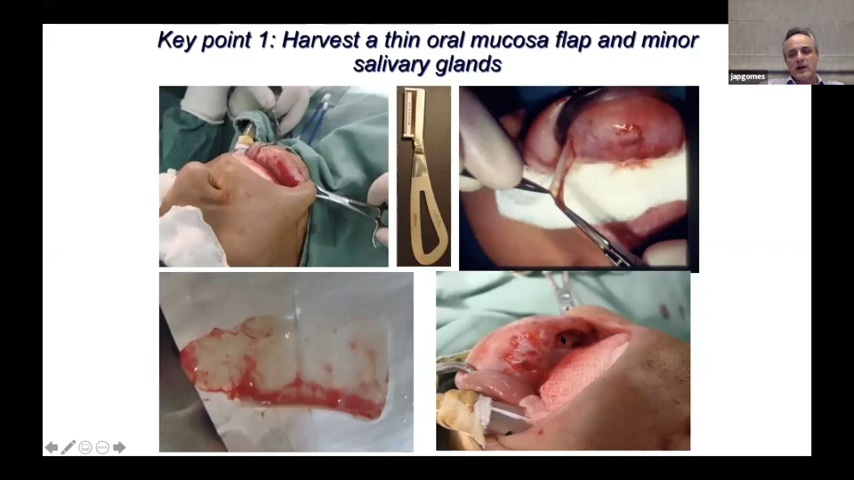 Key point 1: Harvest a thin oral mucosa flap and minor
salivary glands
japgomes